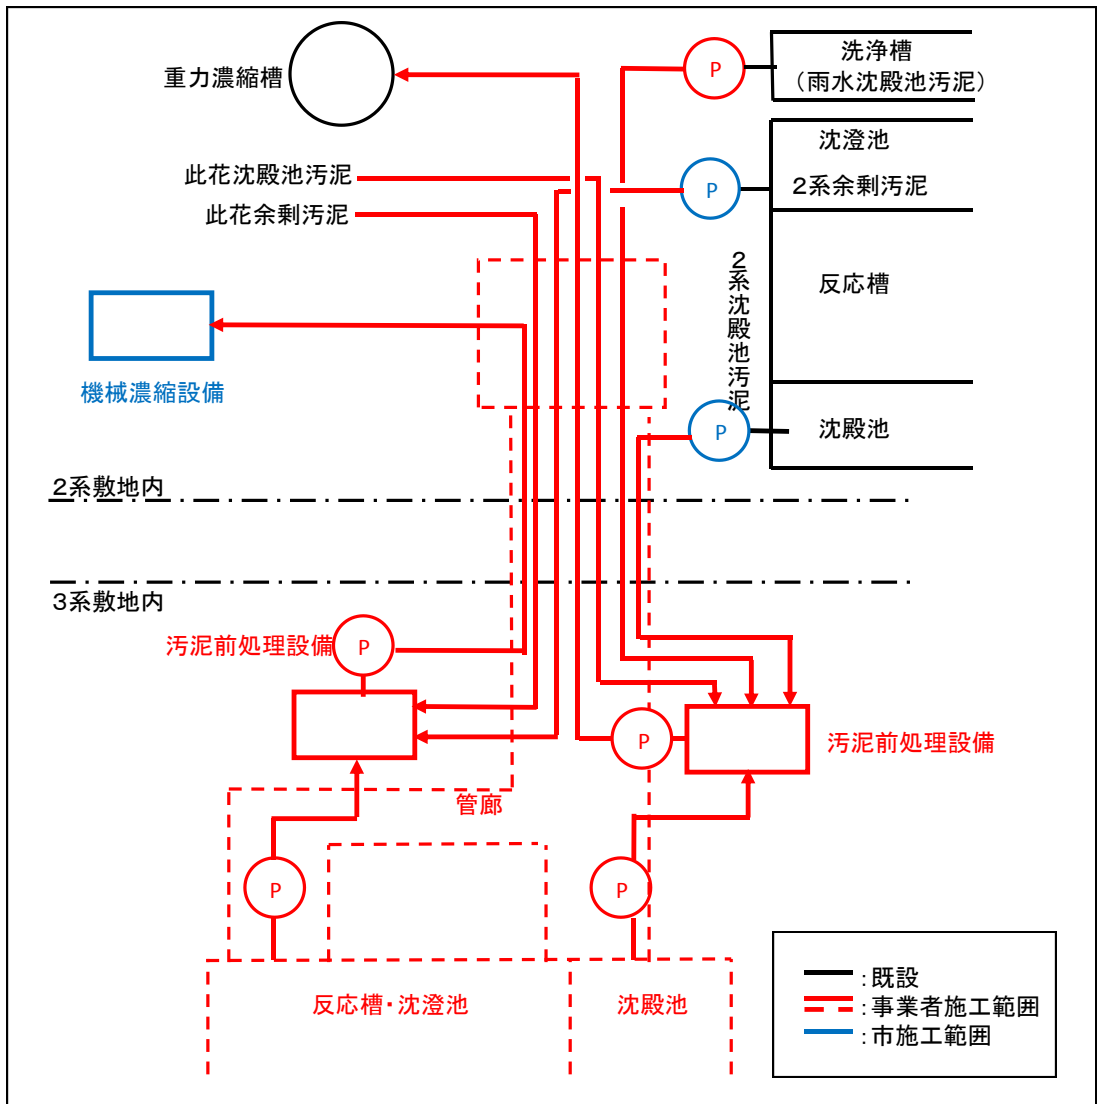 重力濃縮槽
P
洗浄槽
（雨水沈殿池汚泥）
沈澄池
此花沈殿池汚泥
P
２系余剰汚泥
此花余剰汚泥
２系沈殿池汚泥
反応槽
機械濃縮設備
P
沈殿池
２系敷地内
３系敷地内
汚泥前処理設備
P
P
汚泥前処理設備
管廊
P
P
反応槽・沈澄池
沈殿池
：既設
：事業者施工範囲
：市施工範囲